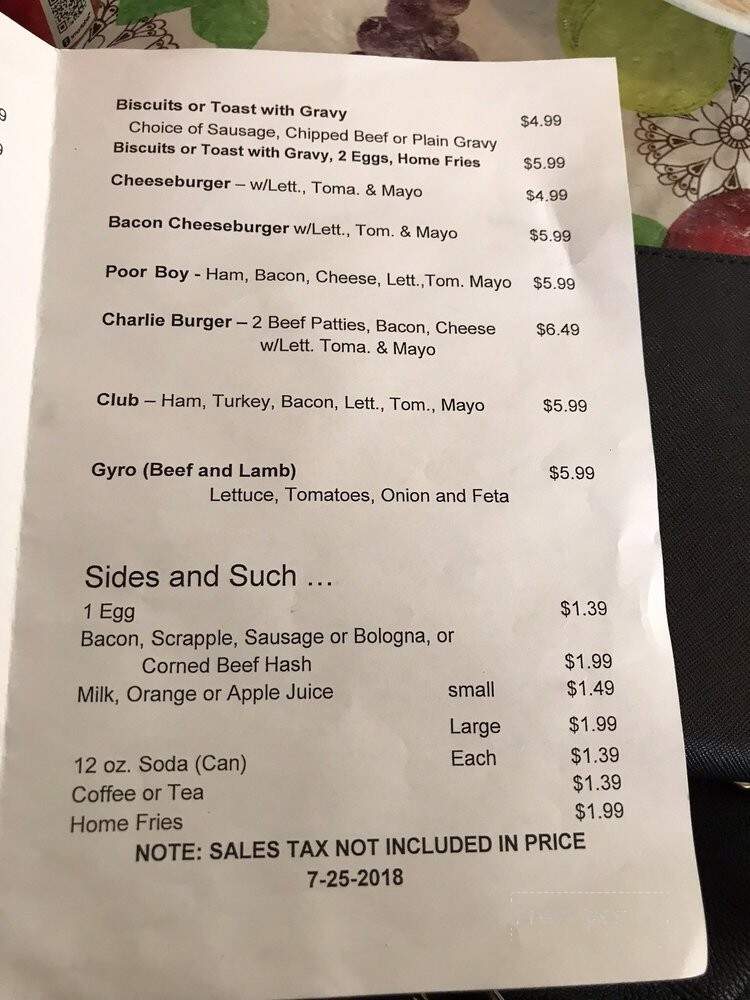 Biscuits or Toast with Gravy $4.99
Choice of Sausage, Chipped Beef or Plain Gravy
Biscuits or Toast with Gravy, 2 Eggs, Home Fries $5.99
Cheeseburger – w/Lett., Toma. & Mayo $4.99
Bacon Cheeseburger w/Lett., Tom. & Mayo $5.99
Poor Boy - Ham, Bacon, Cheese, Lett.,Tom. Mayo $5.99
Charlie Burger – 2 Beef Patties, Bacon, Cheese $6.49
w/Lett. Toma. & Mayo
Club – Ham, Turkey, Bacon, Lett., Tom., Mayo $5.99
Gyro (Beef and Lamb) $5.99
Lettuce, Tomatoes, Onion and Feta
Sides and Such ...
1 Egg $1.39
Bacon, Scrapple, Sausage or Bologna, or
Corned Beef Hash $1.99
Milk, Orange or Apple Juice small $1.49
Large $1.99
12 oz. Soda (Can) Each $1.39
Coffee or Tea $1.39
Home Fries $1.99
NOTE: SALES TAX NOT INCLUDED IN PRICE
7-25-2018